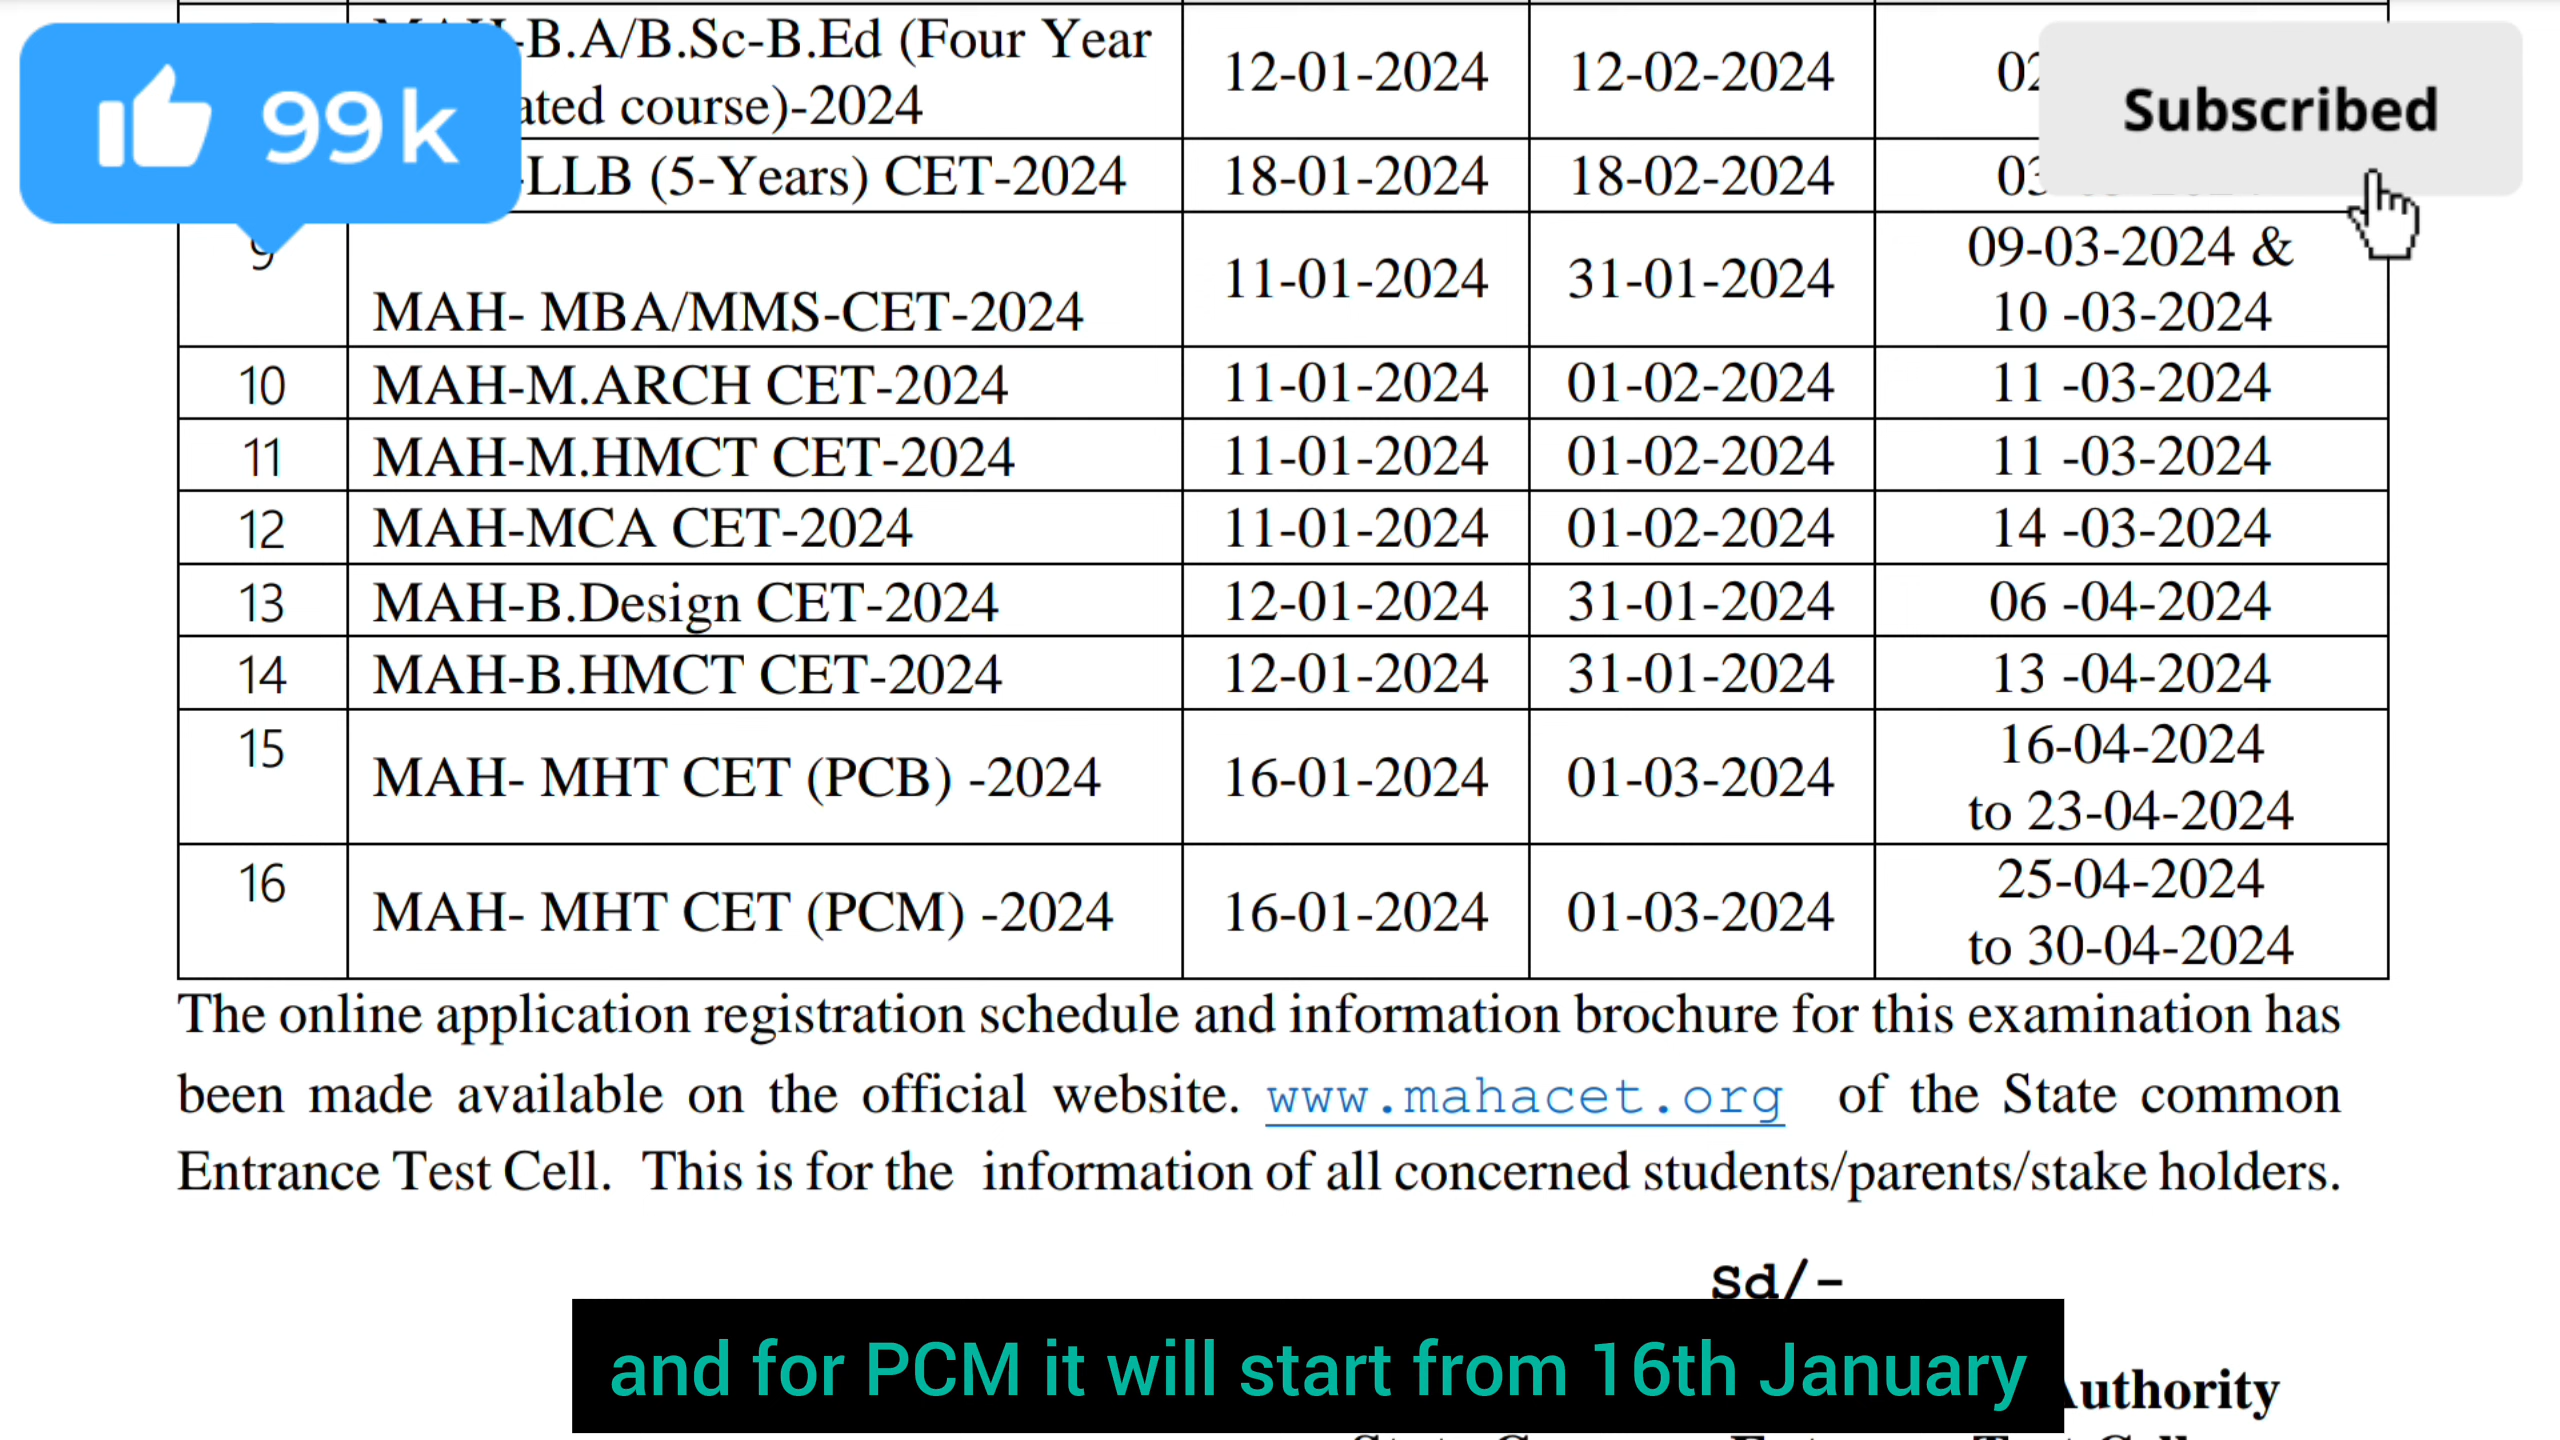 -B.A/B.Sc-B.Ed (Four Year
course)-2024
12-01-2024 12-02-2024
99k
Subscribed
-LLB (5-Years) CET-2024 18-01-2024 18-02-2024
9 MAH- MBA/MMS-CET-2024 11-01-2024 31-01-2024 09-03-2024 &
10 -03-2024
10 MAH-M.ARCH CET-2024 11-01-2024 01-02-2024 11 -03-2024
11 MAH-M.HMCT CET-2024 11-01-2024 01-02-2024 11 -03-2024
12 MAH-MCA CET-2024 11-01-2024 01-02-2024 14 -03-2024
13 MAH-B.Design CET-2024 12-01-2024 31-01-2024 06 -04-2024
14 MAH-B.HMCT CET-2024 12-01-2024 31-01-2024 13 -04-2024
15 MAH- MHT CET (PCB) -2024 16-01-2024 01-03-2024 16-04-2024
to 23-04-2024
16 MAH- MHT CET (PCM) -2024 16-01-2024 01-03-2024 25-04-2024
to 30-04-2024
The online application registration schedule and information brochure for this examination has
been made available on the official website. www.mahacet.org of the State common
Entrance Test Cell. This is for the information of all concerned students/parents/stake holders.
Sd/-
and for PCM it will start from 16th January